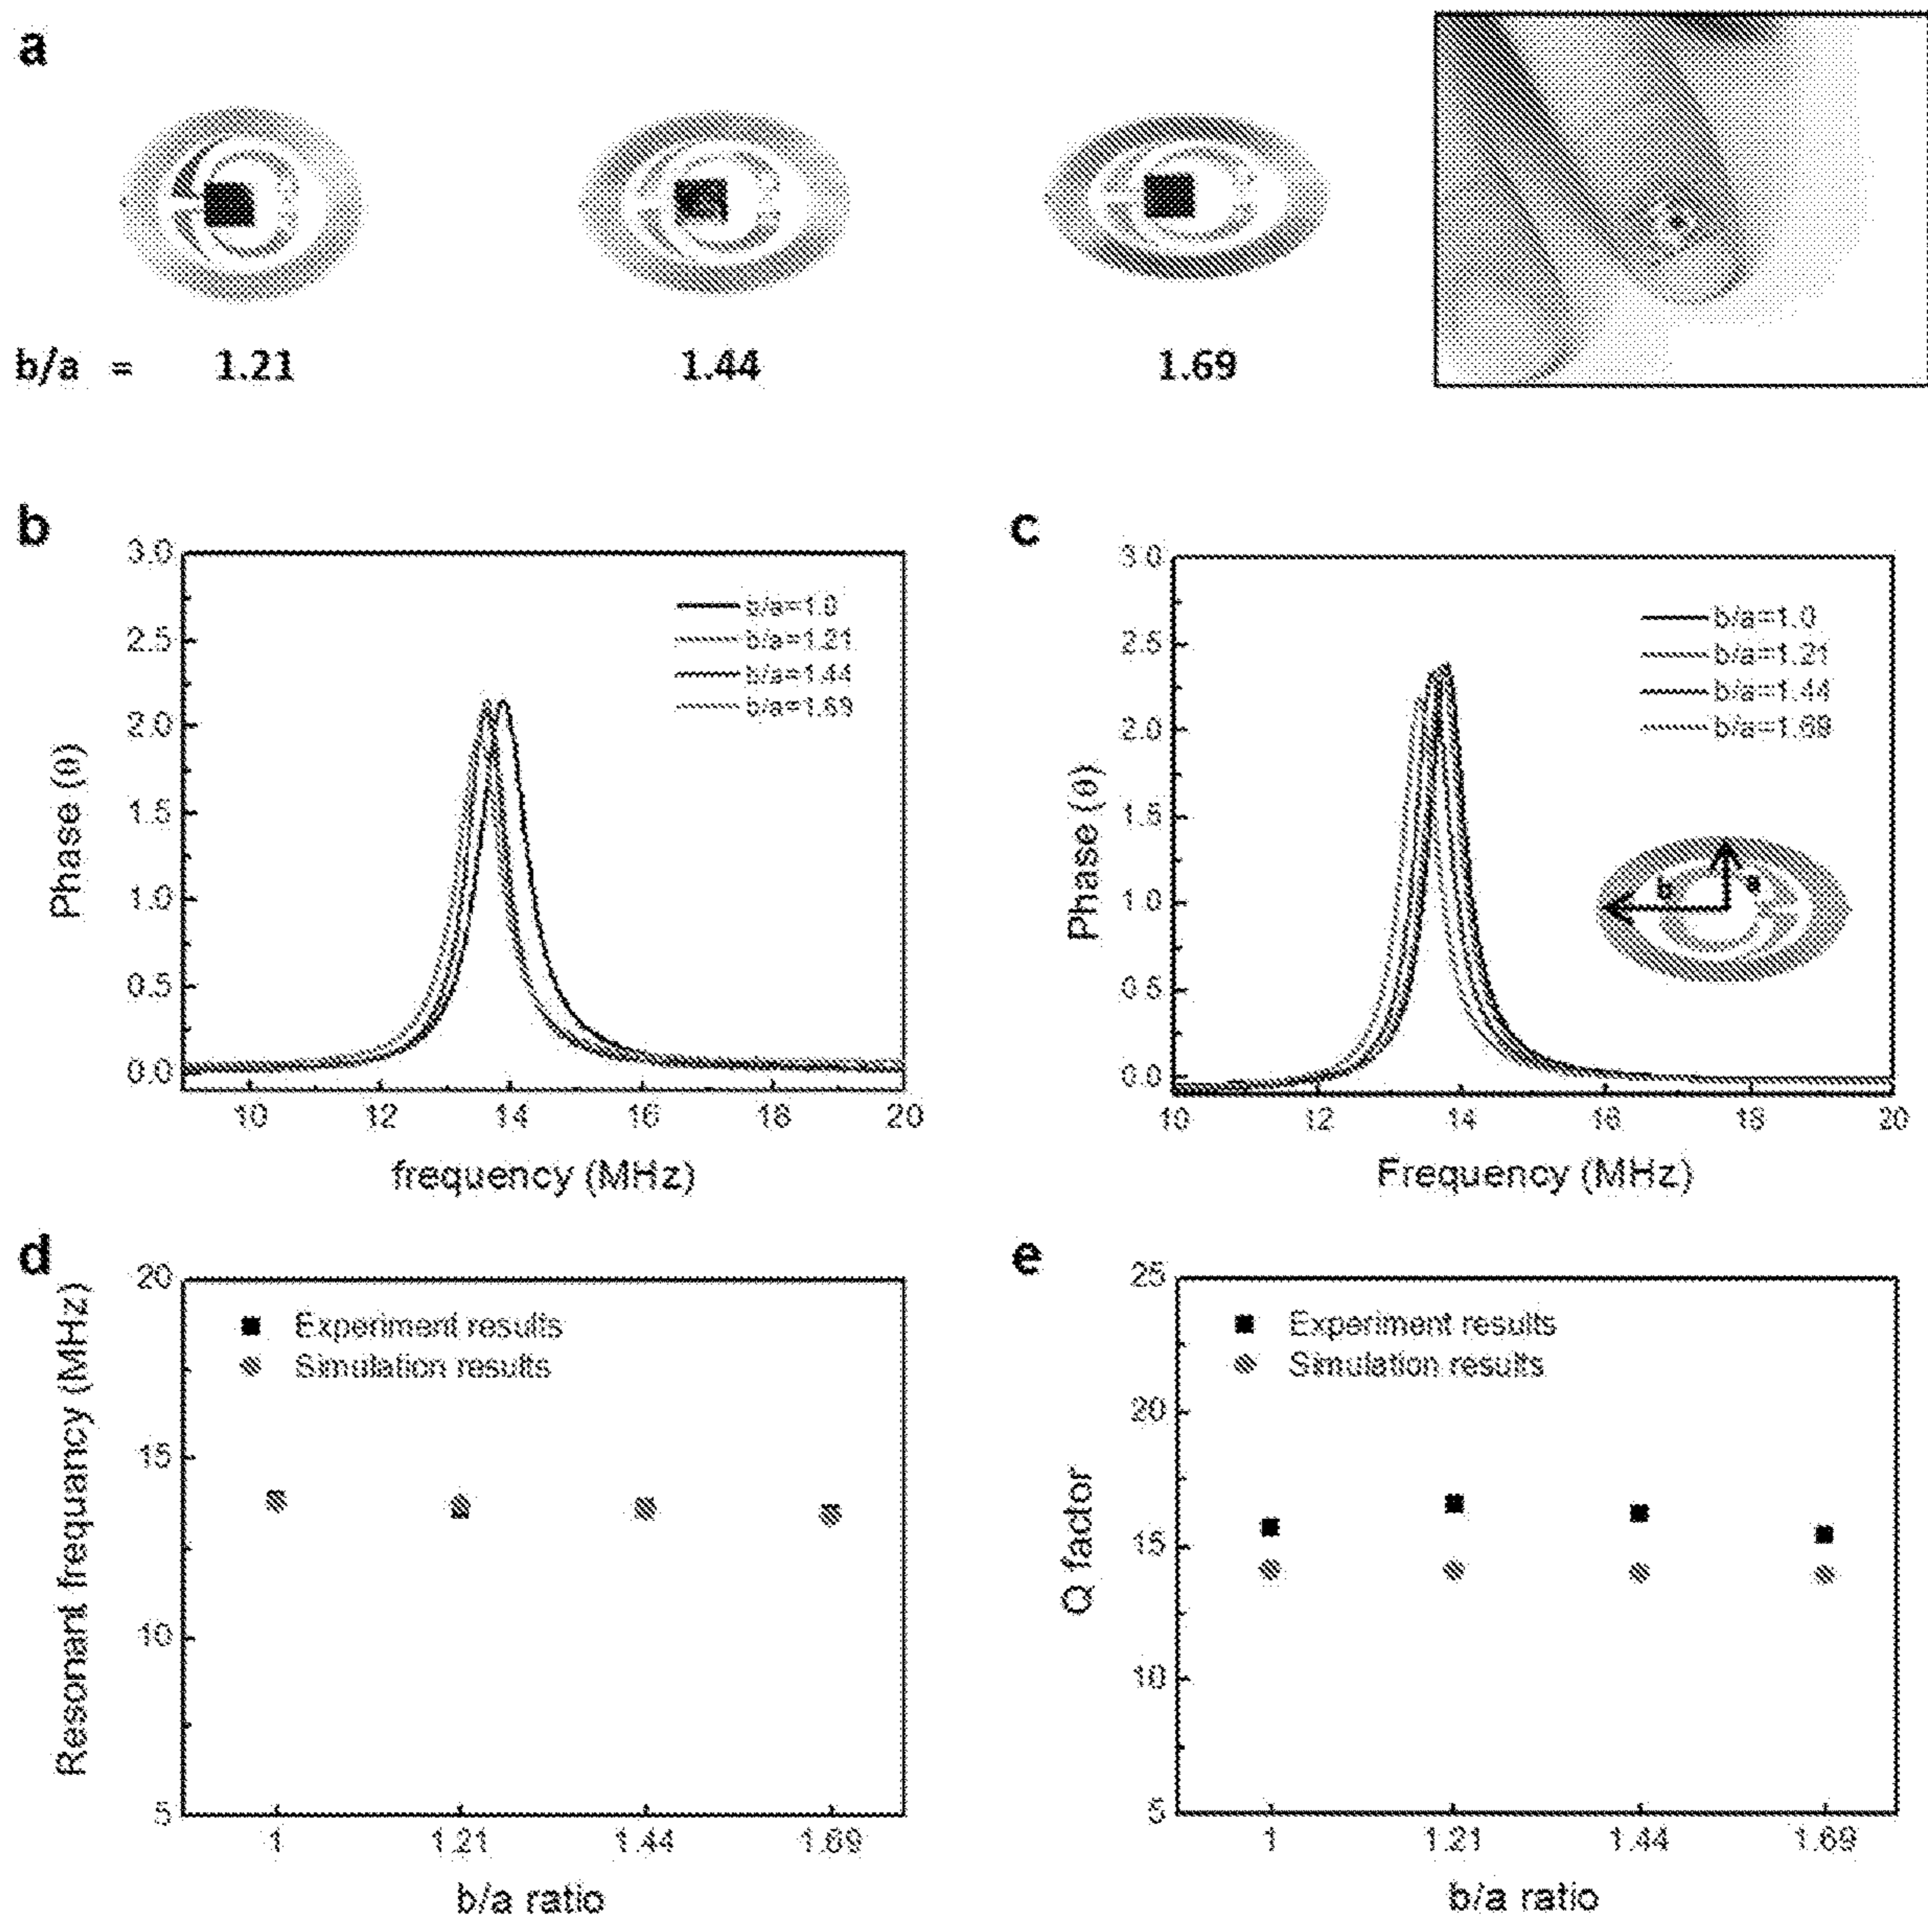 a
b/a = 1.21 1.44 1.69
b
3.0
2.5
2.0
1.5
1.0
0.5
0.0
10 12 14 16 18 20
Phase (θ)
frequency (MHz)
b/a=1.0
b/a=1.21
b/a=1.44
b/a=1.69
c
3.0
2.5
2.0
1.5
1.0
0.5
0.0
10 12 14 16 18 20
Phase (θ)
Frequency (MHz)
b/a=1.0
b/a=1.21
b/a=1.44
b/a=1.69
b a
d
20
15
10
5
1 1.21 1.44 1.69
Resonant frequancy (MHz)
b/a ratio
Experiment results
Simulation results
e
25
20
15
10
5
1 1.21 1.44 1.69
Q factor
b/a ratio
Experiment results
Simulation results